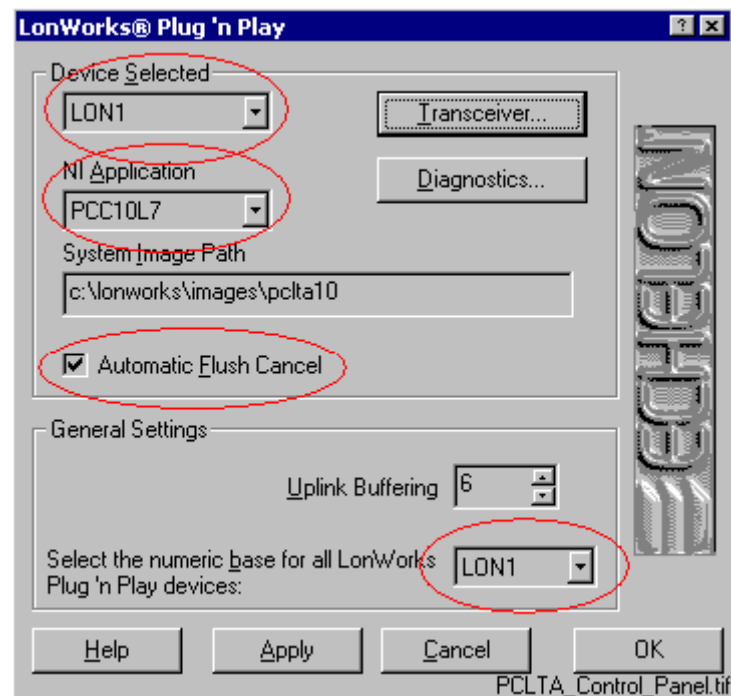 LonWorks® Plug 'n Play
Device Selected
LON1
Transceiver...
NI Application
Diagnostics...
PCC10L7
System Image Path
c:\lonworks\images\pclta10
Automatic Flush Cancel
ECHELON
General Settings
Uplink Buffering 6
Select the numeric base for all LonWorks
Plug 'n Play devices:
LON1
Help Apply Cancel OK
PCLTA_Control_Panel.tif